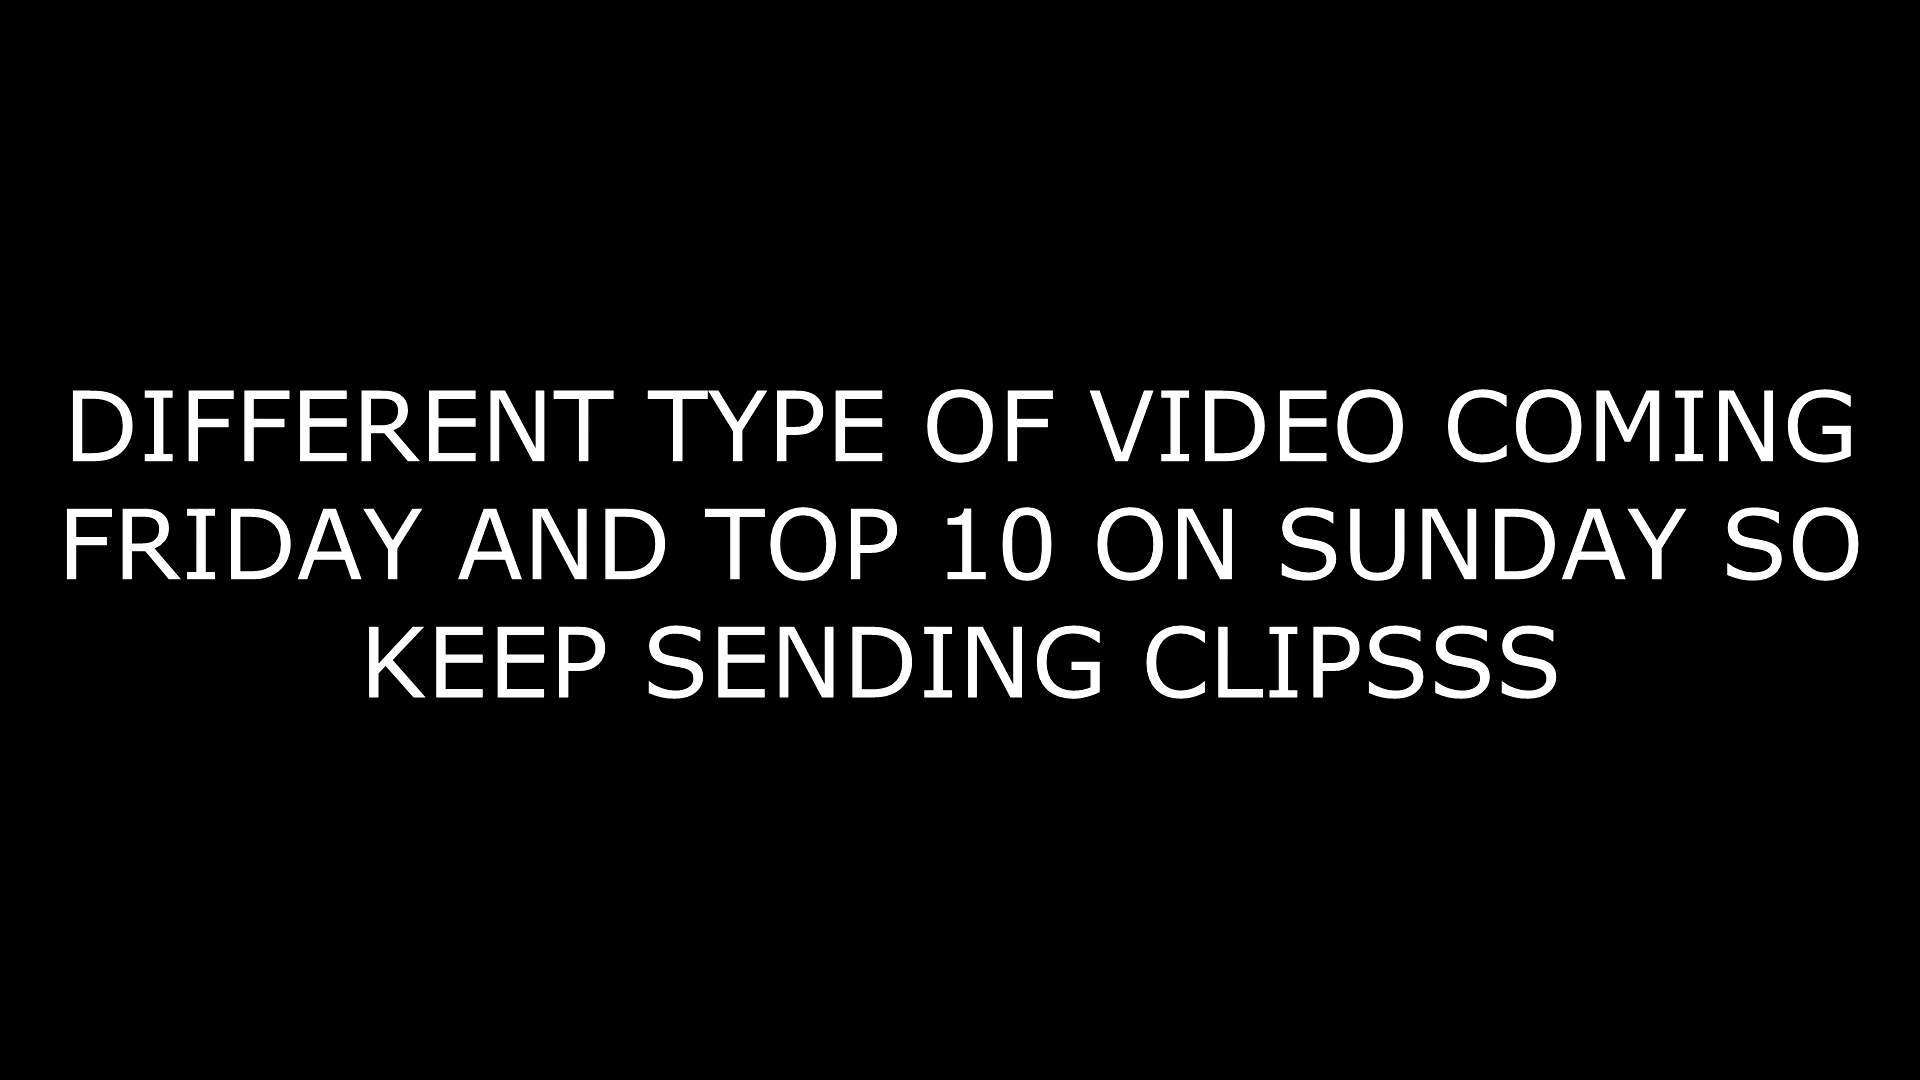 DIFFERENT TYPE OF VIDEO COMING
FRIDAY AND TOP 10 ON SUNDAY SO
KEEP SENDING CLIPSSS